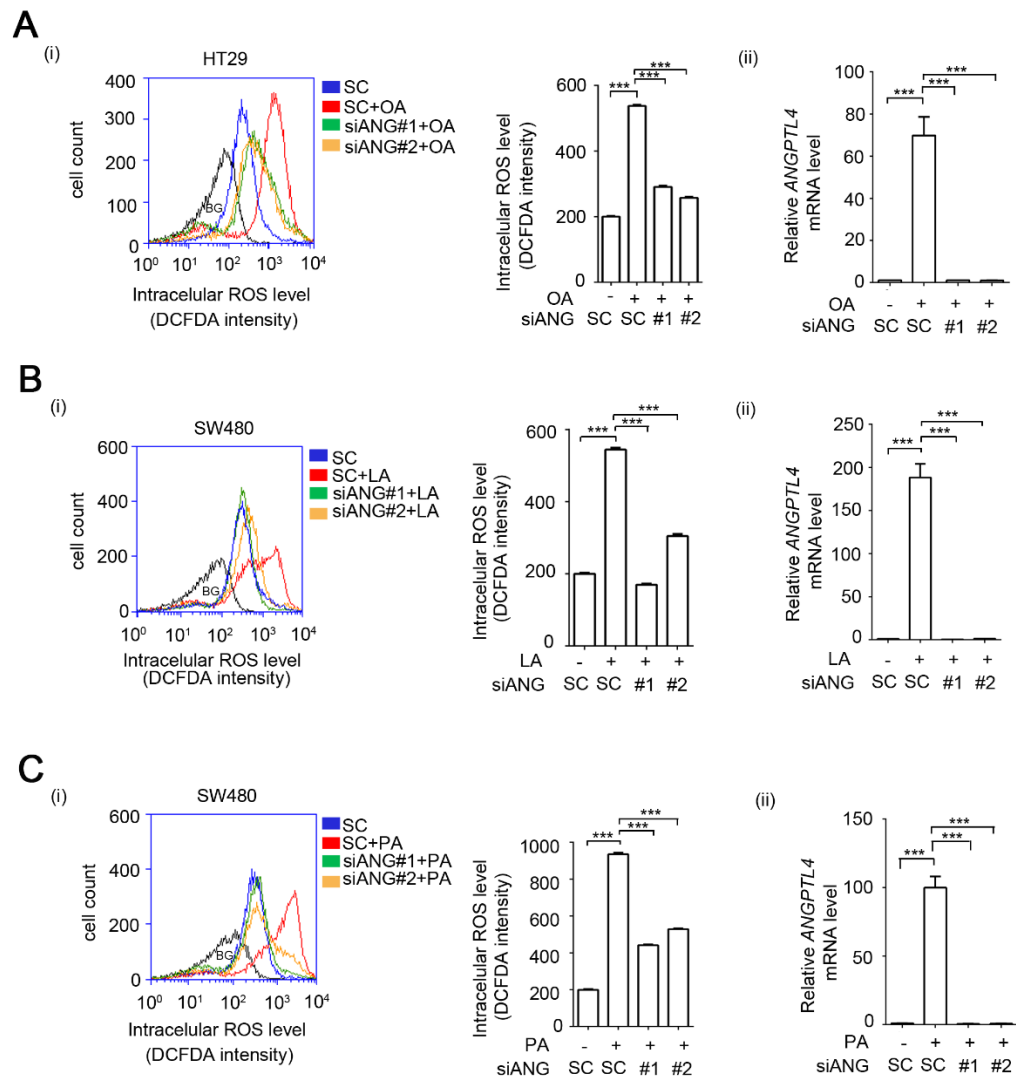 A
(i)
HT29
400
300
200
100
0
cell count
BG
10⁰ 10¹ 10² 10³ 10⁴
Intracelular ROS level
(DCFDA intensity)
SC
SC+OA
siANG#1+OA
siANG#2+OA
Intracelular ROS level
(DCFDA intensity)
600
400
200
0
***
***
***
OA - + + +
siANG SC SC #1 #2
(ii)
Relative ANGPTL4
mRNA level
100
80
60
40
20
0
***
***
***
OA - + + +
siANG SC SC #1 #2
B
(i)
SW480
600
400
200
0
cell count
BG
10⁰ 10¹ 10² 10³ 10⁴
Intracelular ROS level
(DCFDA intensity)
SC
SC+LA
siANG#1+LA
siANG#2+LA
Intracelular ROS level
(DCFDA intensity)
600
400
200
0
***
***
***
LA - + + +
siANG SC SC #1 #2
(ii)
Relative ANGPTL4
mRNA level
250
200
150
100
50
0
***
***
***
LA - + + +
siANG SC SC #1 #2
C
(i)
SW480
600
400
200
0
cell count
BG
10⁰ 10¹ 10² 10³ 10⁴
Intracelular ROS level
(DCFDA intensity)
SC
SC+PA
siANG#1+PA
siANG#2+PA
Intracelular ROS level
(DCFDA intensity)
1000
800
600
400
200
0
***
***
***
PA - + + +
siANG SC SC #1 #2
(ii)
Relative ANGPTL4
mRNA level
150
100
50
0
***
***
***
PA - + + +
siANG SC SC #1 #2